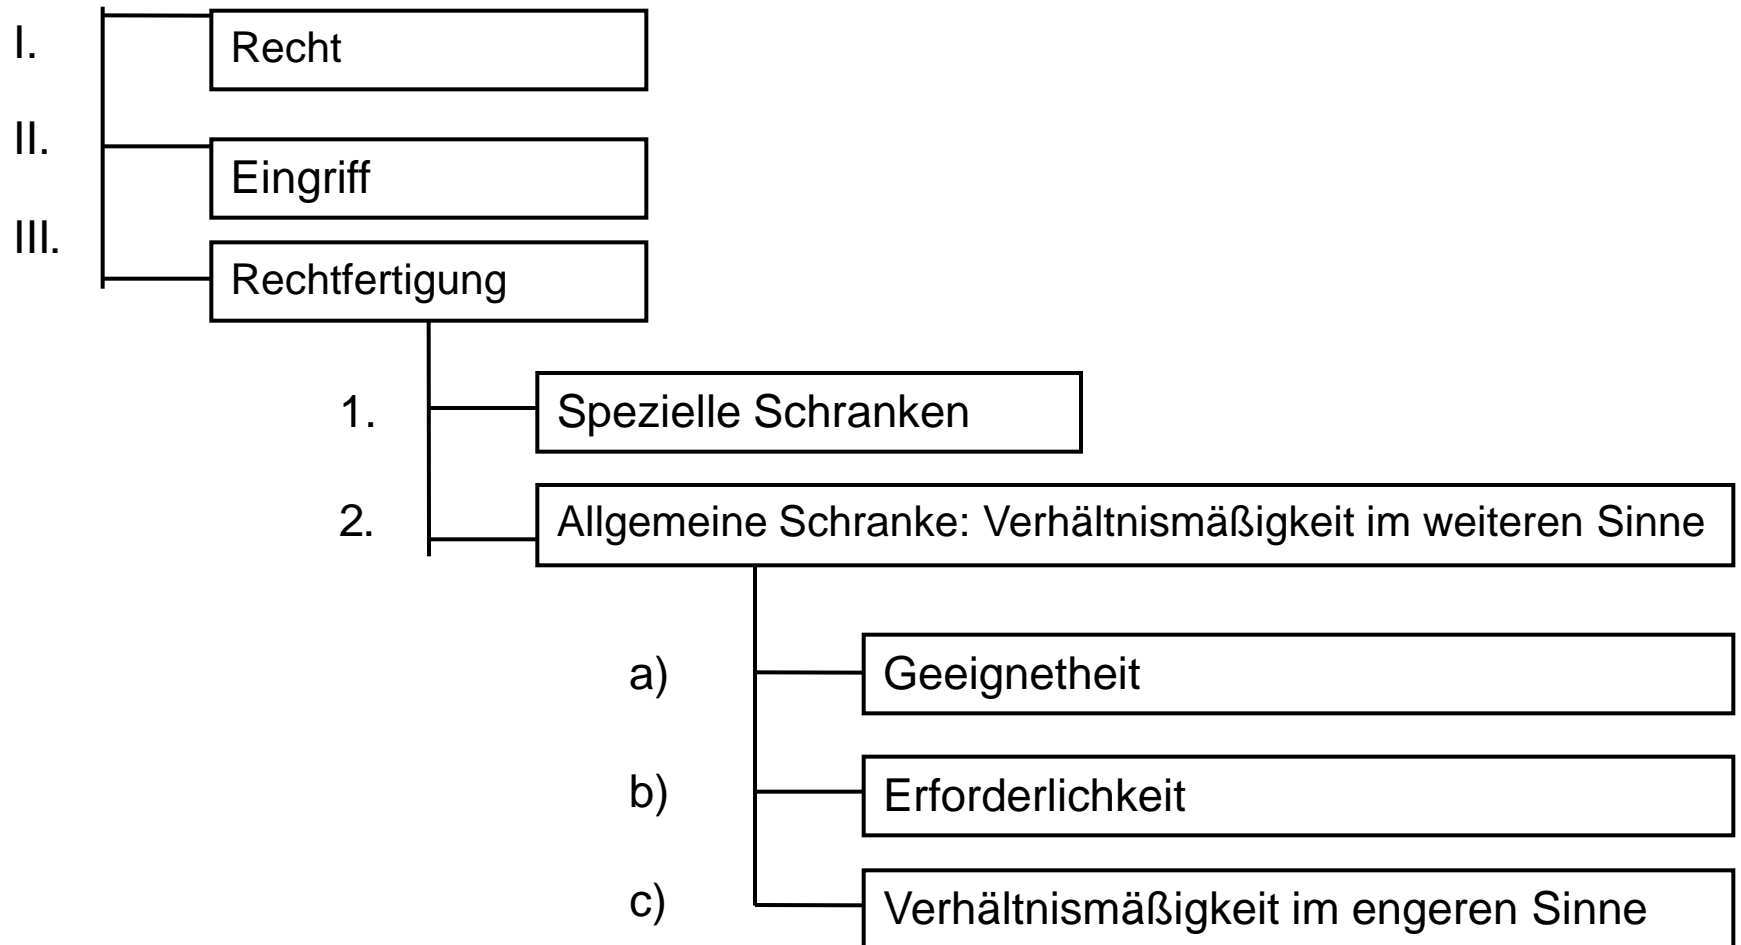 I. Recht
II. Eingriff
III. Rechtfertigung
1. Spezielle Schranken
2. Allgemeine Schranke: Verhältnismäßigkeit im weiteren Sinne
a) Geeignetheit
b) Erforderlichkeit
c) Verhältnismäßigkeit im engeren Sinne